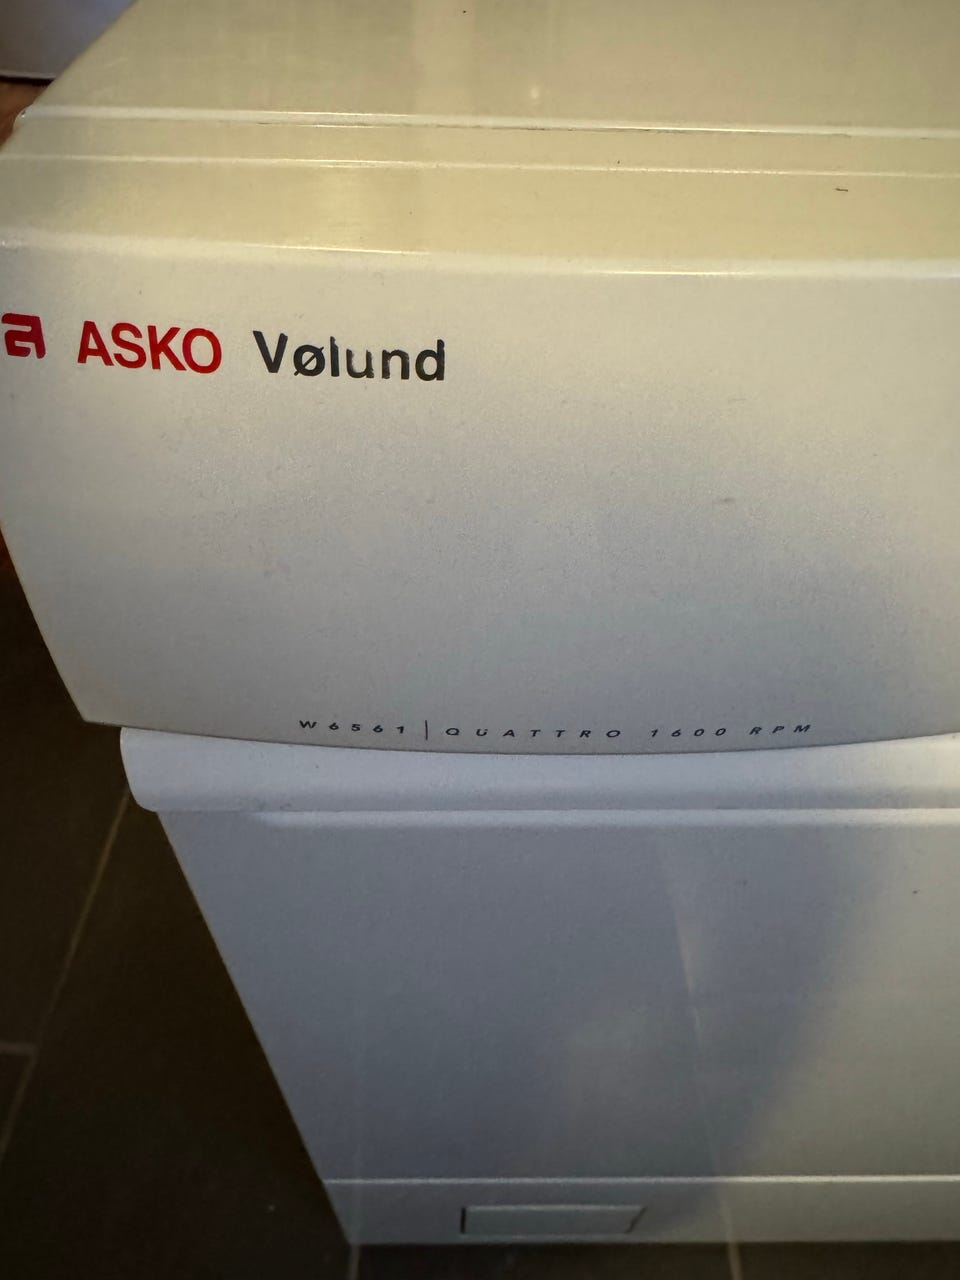 a ASKO Vølund
W6561 | QUATTRO 1600 RPM